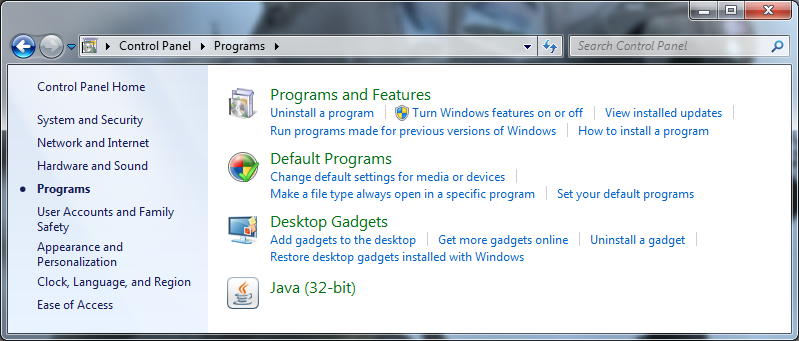 Control Panel Programs
Search Control Panel
Control Panel Home
System and Security
Network and Internet
Hardware and Sound
Programs
User Accounts and Family
Safety
Appearance and
Personalization
Clock, Language, and Region
Ease of Access
Programs and Features
Uninstall a program Turn Windows features on or off View installed updates
Run programs made for previous versions of Windows How to install a program
Default Programs
Change default settings for media or devices
Make a file type always open in a specific program Set your default programs
Desktop Gadgets
Add gadgets to the desktop Get more gadgets online Uninstall a gadget
Restore desktop gadgets installed with Windows
Java (32-bit)